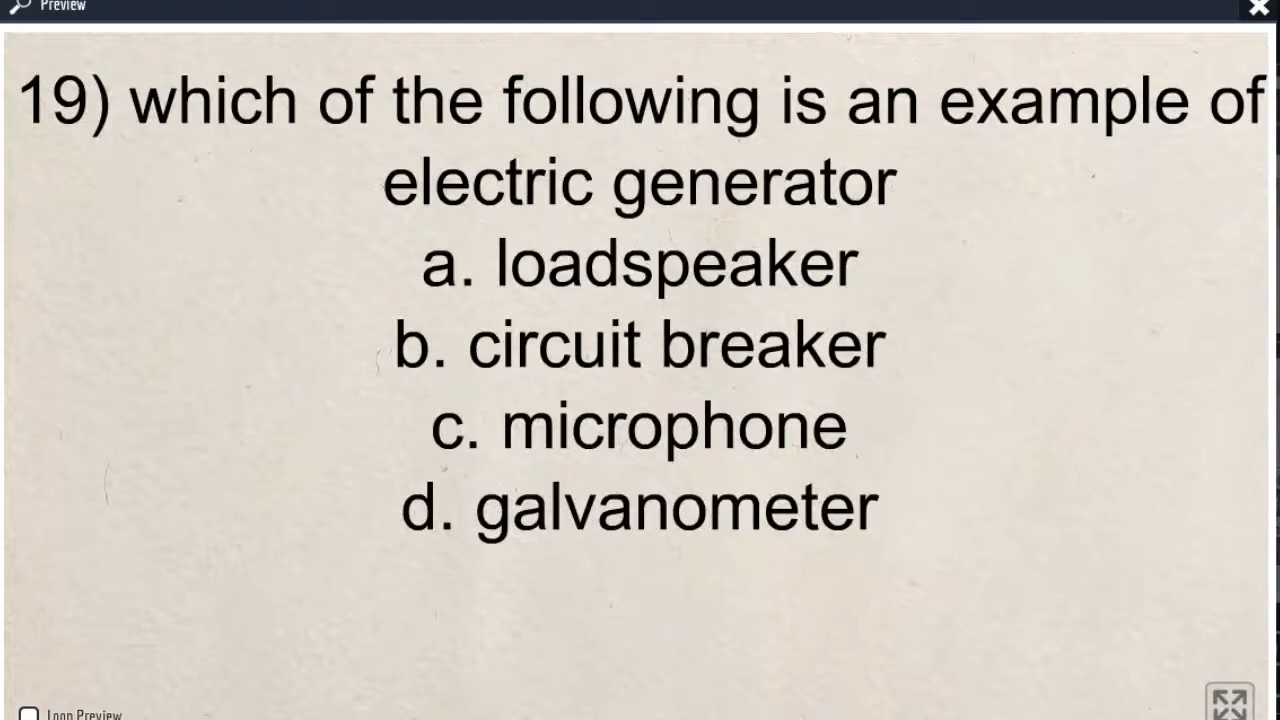 Preview
19) which of the following is an example of
electric generator
a. loadspeaker
b. circuit breaker
c. microphone
d. galvanometer
Loop Preview